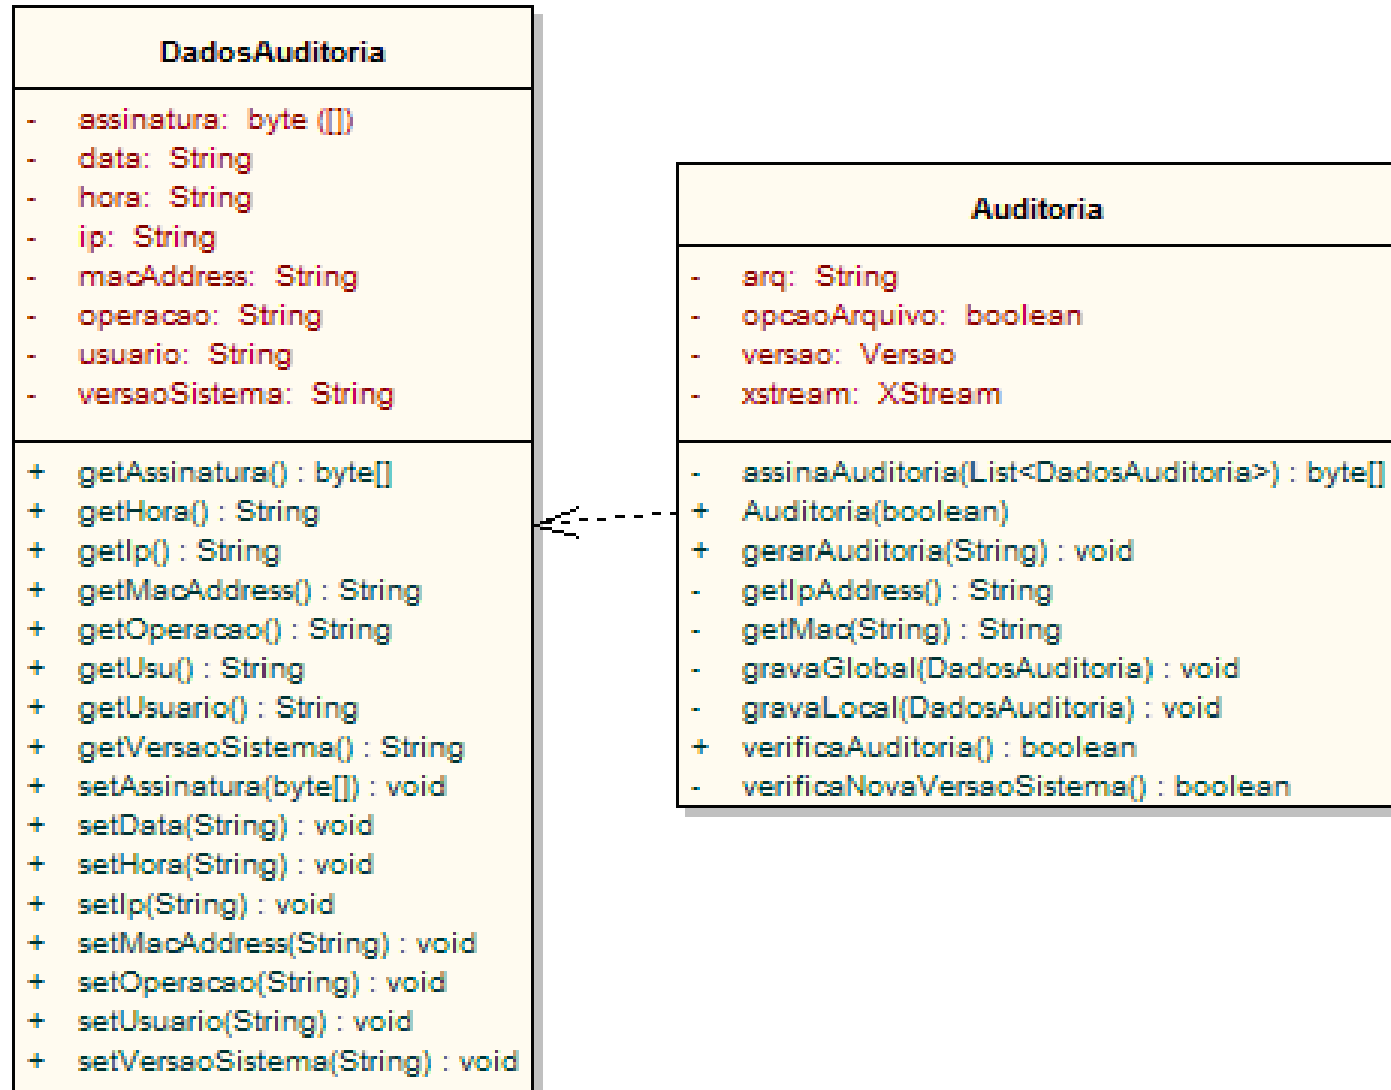 DadosAuditoria
- assinatura: byte ([])
- data: String
- hora: String
- ip: String
- macAddress: String
- operacao: String
- usuario: String
- versaoSistema: String
+ getAssinatura() : byte[]
+ getHora() : String
+ getIp() : String
+ getMacAddress() : String
+ getOperacao() : String
+ getUsu() : String
+ getUsuario() : String
+ getVersaoSistema() : String
+ setAssinatura(byte[]) : void
+ setData(String) : void
+ setHora(String) : void
+ setIp(String) : void
+ setMacAddress(String) : void
+ setOperacao(String) : void
+ setUsuario(String) : void
+ setVersaoSistema(String) : void
Auditoria
- arq: String
- opcaoArquivo: boolean
- versao: Versao
- xstream: XStream
- assinaAuditoria(List<DadosAuditoria>) : byte[]
+ Auditoria(boolean)
+ gerarAuditoria(String) : void
- getIpAddress() : String
- getMac(String) : String
- gravaGlobal(DadosAuditoria) : void
- gravaLocal(DadosAuditoria) : void
+ verificaAuditoria() : boolean
- verificaNovaVersaoSistema() : boolean